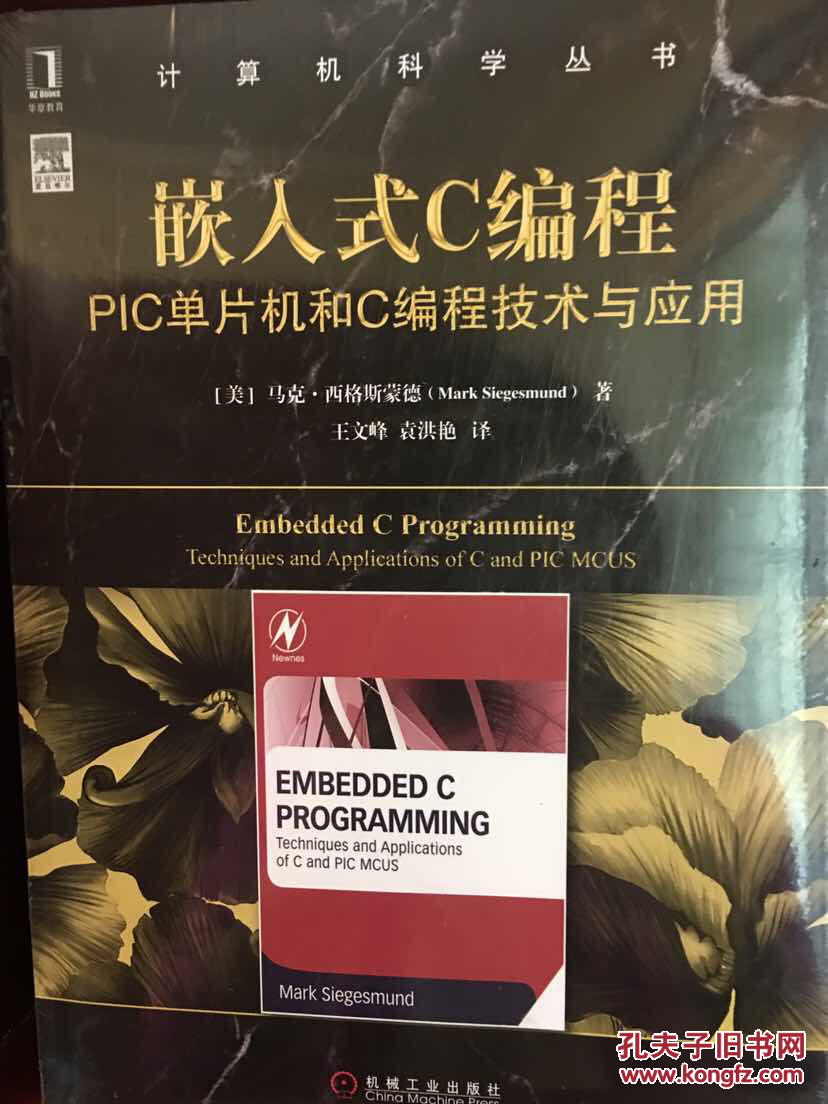 计算机科学丛书
HZ Books
华章教育
ELSEVIER
爱思唯尔
嵌入式C编程
PIC单片机和C编程技术与应用
[美] 马克·西格斯蒙德（Mark Siegesmund） 著
王文峰 袁洪艳 译
Embedded C Programming
Techniques and Applications of C and PIC MCUS
Newnes
EMBEDDED C
PROGRAMMING
Techniques and Applications
of C and PIC MCUS
Mark Siegesmund
机械工业出版社
China Machine Press
孔夫子旧书网
www.kongfz.com